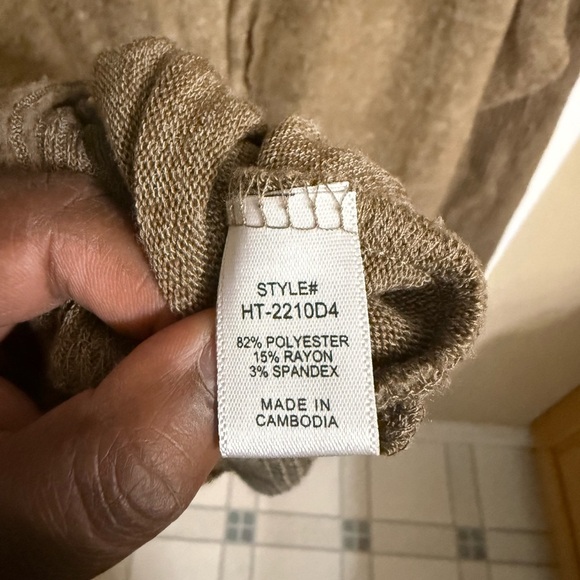 STYLE#
HT-2210D4
82% POLYESTER
15% RAYON
3% SPANDEX
MADE IN
CAMBODIA